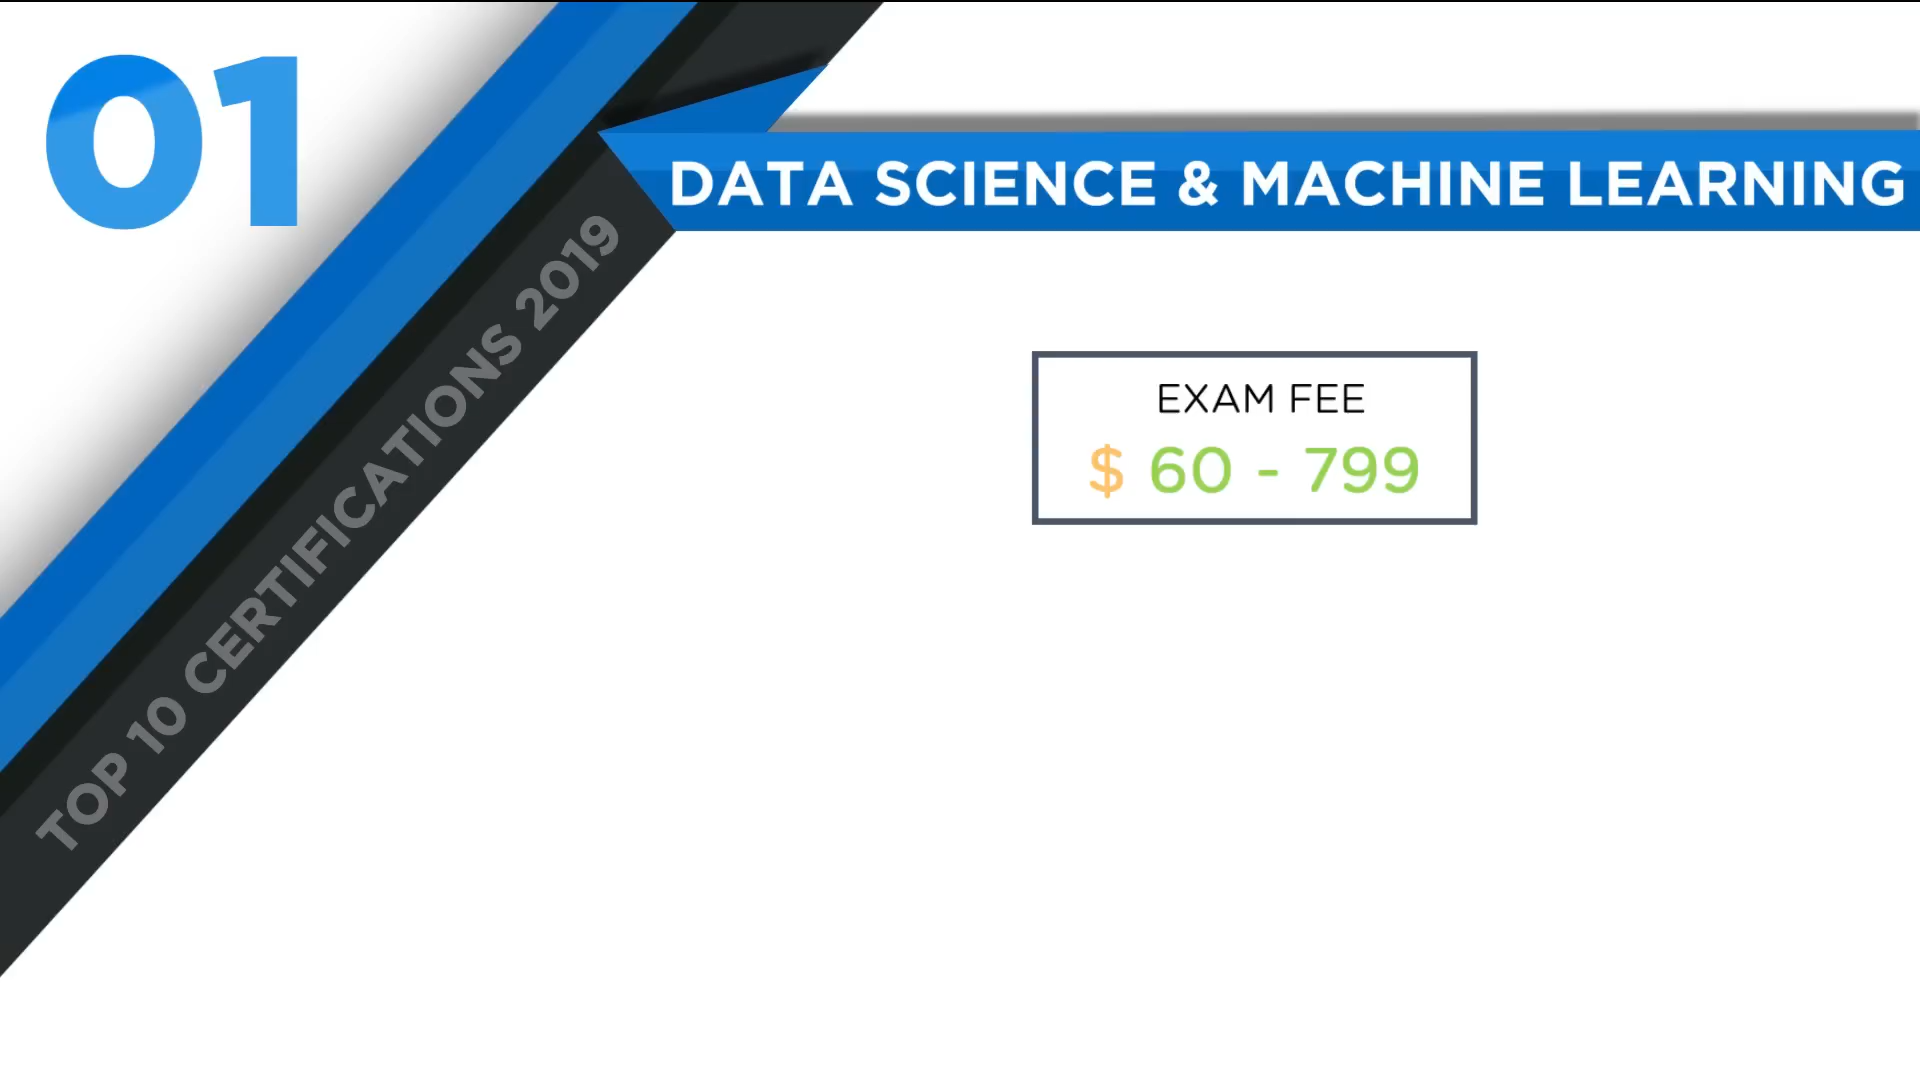 01
DATA SCIENCE & MACHINE LEARNING
TOP 10 CERTIFICATIONS 2019
EXAM FEE
$ 60 - 799